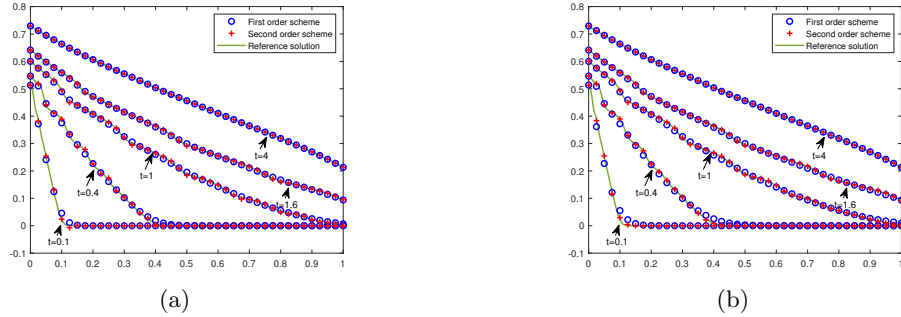 0.8
0.7
0.6
0.5
0.4
0.3
0.2
0.1
0
-0.1
First order scheme
Second order scheme
Reference solution
t=4
t=1
t=0.4
t=1.6
t=0.1
0 0.1 0.2 0.3 0.4 0.5 0.6 0.7 0.8 0.9 1
(a)
0.8
0.7
0.6
0.5
0.4
0.3
0.2
0.1
0
-0.1
First order scheme
Second order scheme
Reference solution
t=4
t=1
t=0.4
t=1.6
t=0.1
0 0.1 0.2 0.3 0.4 0.5 0.6 0.7 0.8 0.9 1
(b)